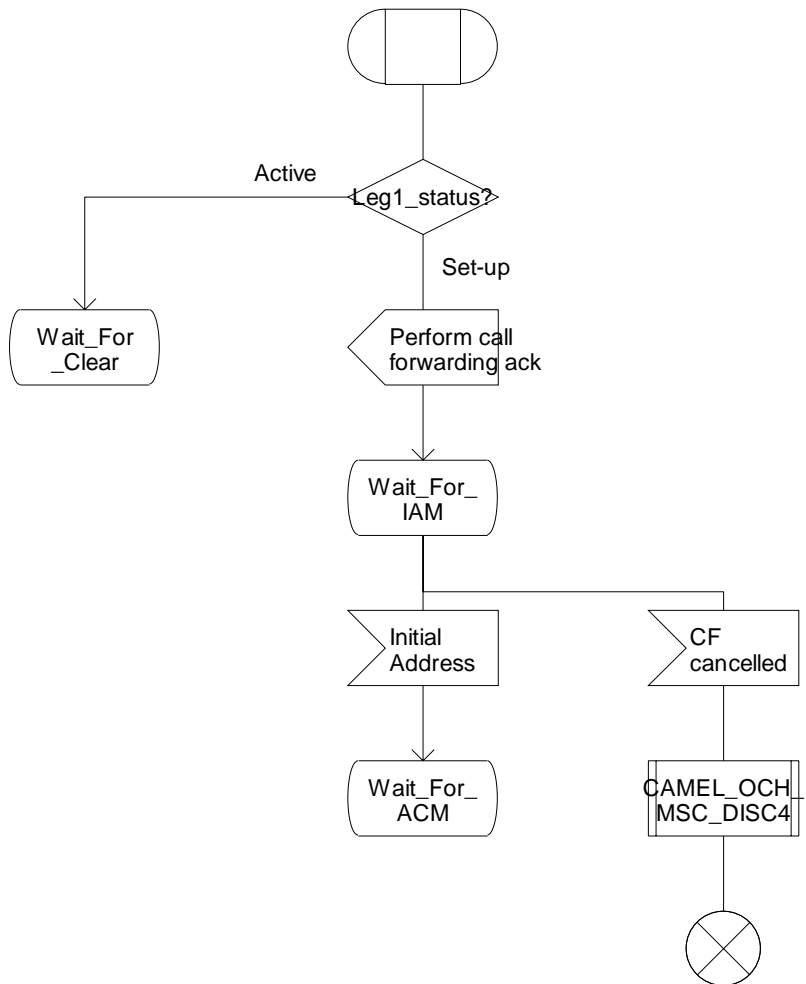 Active
Leg1_status?
Set-up
Wait_For
_Clear
Perform call
forwarding ack
Wait_For_
IAM
Initial
Address
CF
cancelled
Wait_For_
ACM
CAMEL_OCH_
MSC_DISC4